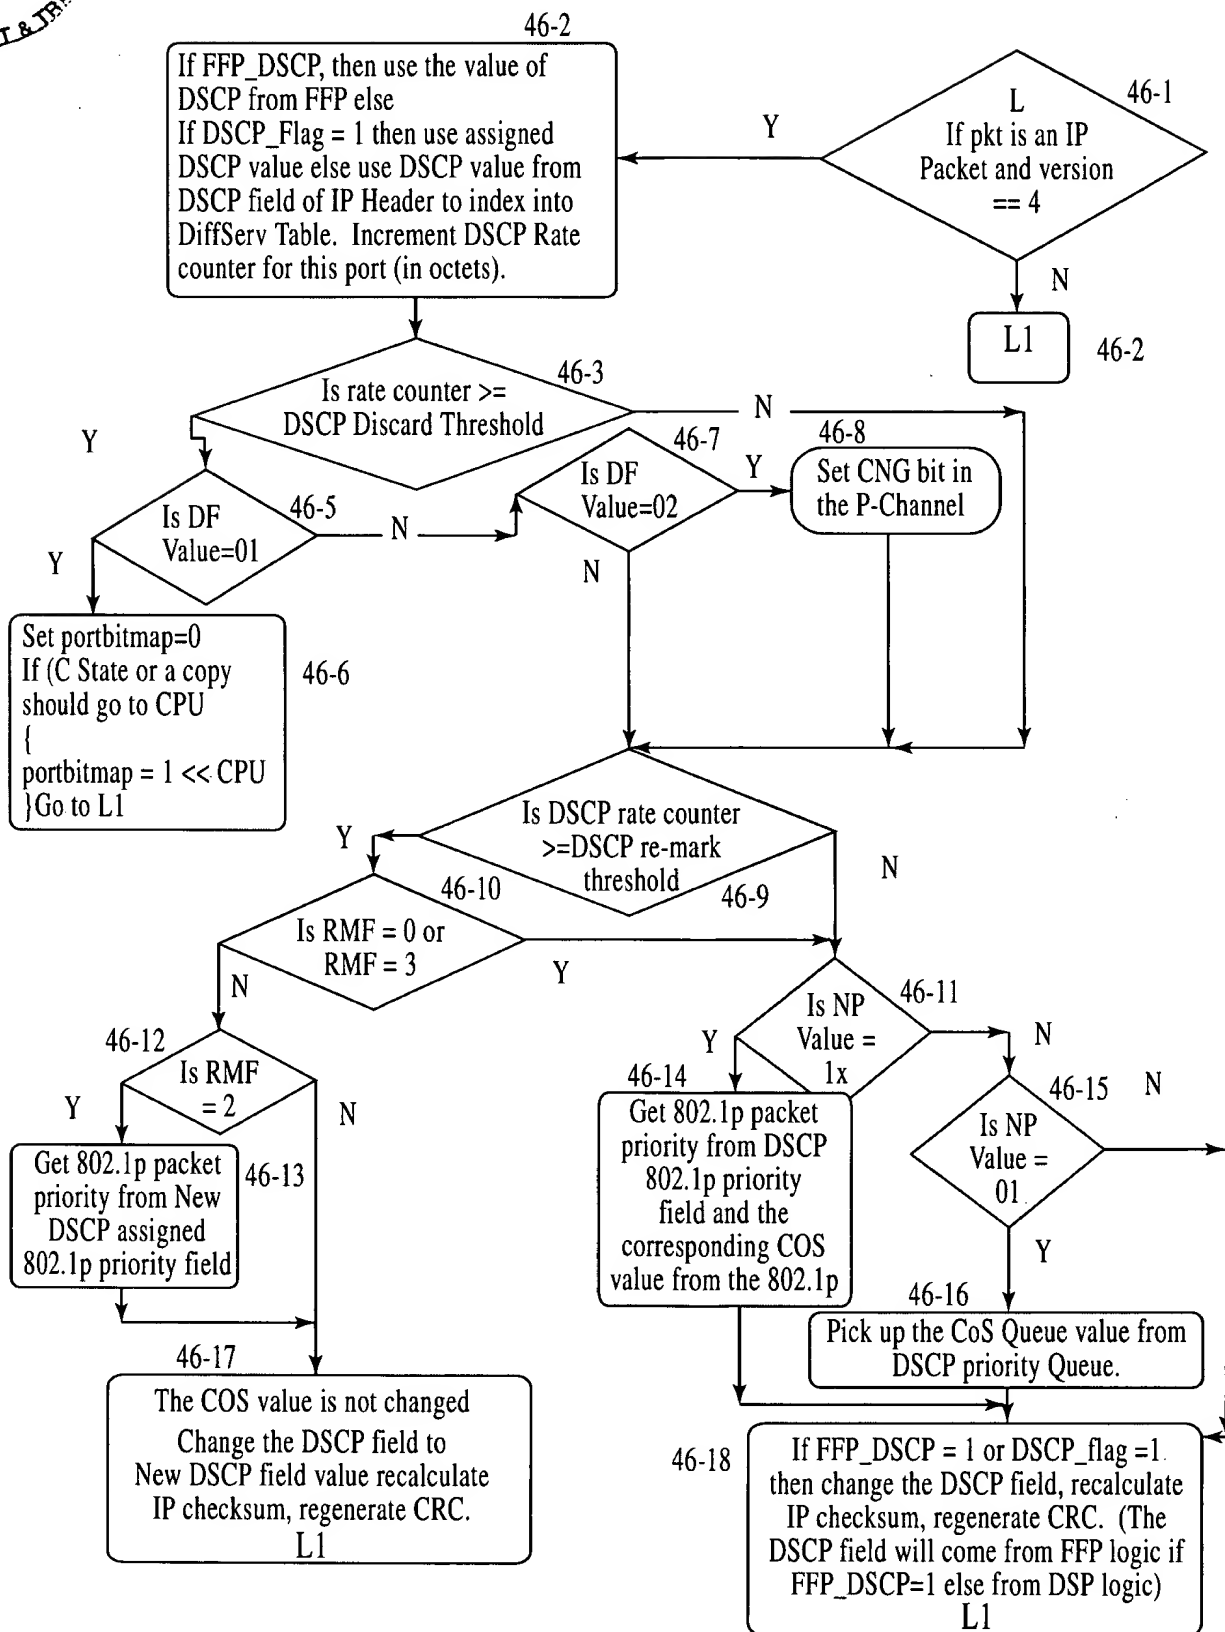 T & TR
46-2
If FFP_DSCP, then use the value of
DSCP from FFP else
If DSCP_Flag = 1 then use assigned
DSCP value else use DSCP value from
DSCP field of IP Header to index into
DiffServ Table. Increment DSCP Rate
counter for this port (in octets).
Y
46-1
L
If pkt is an IP
Packet and version
== 4
N
L1
46-2
46-3
Is rate counter >=
DSCP Discard Threshold
N
Y
46-5
Is DF
Value=01
N
Y
46-7
Is DF
Value=02
Y
N
46-8
Set CNG bit in
the P-Channel
Set portbitmap=0
If (C State or a copy
should go to CPU
{
portbitmap = 1 << CPU
}Go to L1
46-6
Is DSCP rate counter
>=DSCP re-mark
threshold
46-9
Y
N
46-10
Is RMF = 0 or
RMF = 3
N
Y
46-11
Is NP
Value =
1x
Y
N
46-12
Is RMF
= 2
Y
N
46-13
Get 802.1p packet
priority from New
DSCP assigned
802.1p priority field
46-14
Get 802.1p packet
priority from DSCP
802.1p priority
field and the
corresponding COS
value from the 802.1p
46-15
Is NP
Value =
01
N
Y
46-16
Pick up the CoS Queue value from
DSCP priority Queue.
46-17
The COS value is not changed
Change the DSCP field to
New DSCP field value recalculate
IP checksum, regenerate CRC.
L1
46-18
If FFP_DSCP = 1 or DSCP_flag =1
then change the DSCP field, recalculate
IP checksum, regenerate CRC. (The
DSCP field will come from FFP logic if
FFP_DSCP=1 else from DSP logic)
L1